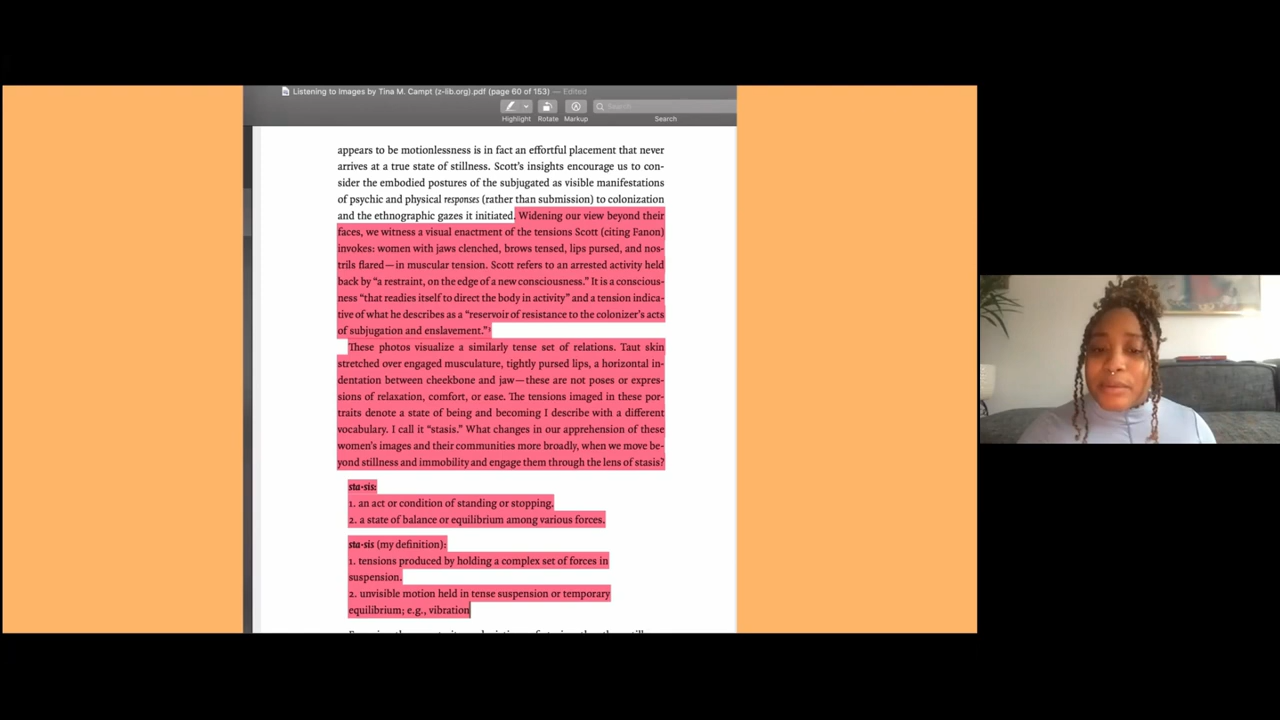 Listening to Images by Tina M. Campt (z-lib.org).pdf (page 60 of 153) — Edited
Search
Highlight Rotate Markup Search
appears to be motionlessness is in fact an effortful placement that never
arrives at a true state of stillness. Scott's insights encourage us to con-
sider the embodied postures of the subjugated as visible manifestations
of psychic and physical responses (rather than submission) to colonization
and the ethnographic gazes it initiated. Widening our view beyond their
faces, we witness a visual enactment of the tensions Scott (citing Fanon)
invokes: women with jaws clenched, brows tensed, lips pursed, and nos-
trils flared—in muscular tension. Scott refers to an arrested activity held
back by “a restraint, on the edge of a new consciousness.” It is a conscious-
ness “that readies itself to direct the body in activity” and a tension indica-
tive of what he describes as a “reservoir of resistance to the colonizer's acts
of subjugation and enslavement.”³
These photos visualize a similarly tense set of relations. Taut skin
stretched over engaged musculature, tightly pursed lips, a horizontal in-
dentation between cheekbone and jaw—these are not poses or expres-
sions of relaxation, comfort, or ease. The tensions imaged in these por-
traits denote a state of being and becoming I describe with a different
vocabulary. I call it “stasis.” What changes in our apprehension of these
women's images and their communities more broadly, when we move be-
yond stillness and immobility and engage them through the lens of stasis?
sta·sis:
1. an act or condition of standing or stopping.
2. a state of balance or equilibrium among various forces.
sta·sis (my definition):
1. tensions produced by holding a complex set of forces in
suspension.
2. unvisible motion held in tense suspension or temporary
equilibrium; e.g., vibration